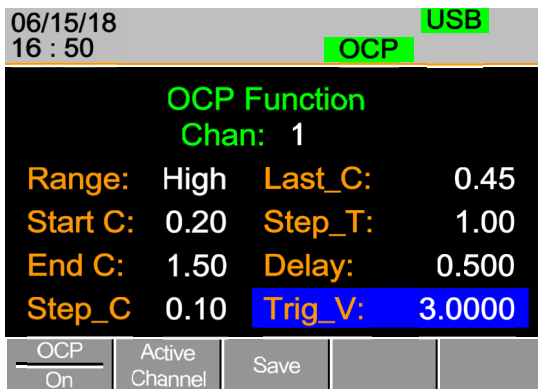 06/15/18 USB
16 : 50 OCP
OCP Function
Chan: 1
Range: High Last_C: 0.45
Start C: 0.20 Step_T: 1.00
End C: 1.50 Delay: 0.500
Step_C 0.10 Trig_V: 3.0000
OCP Active Save
On Channel